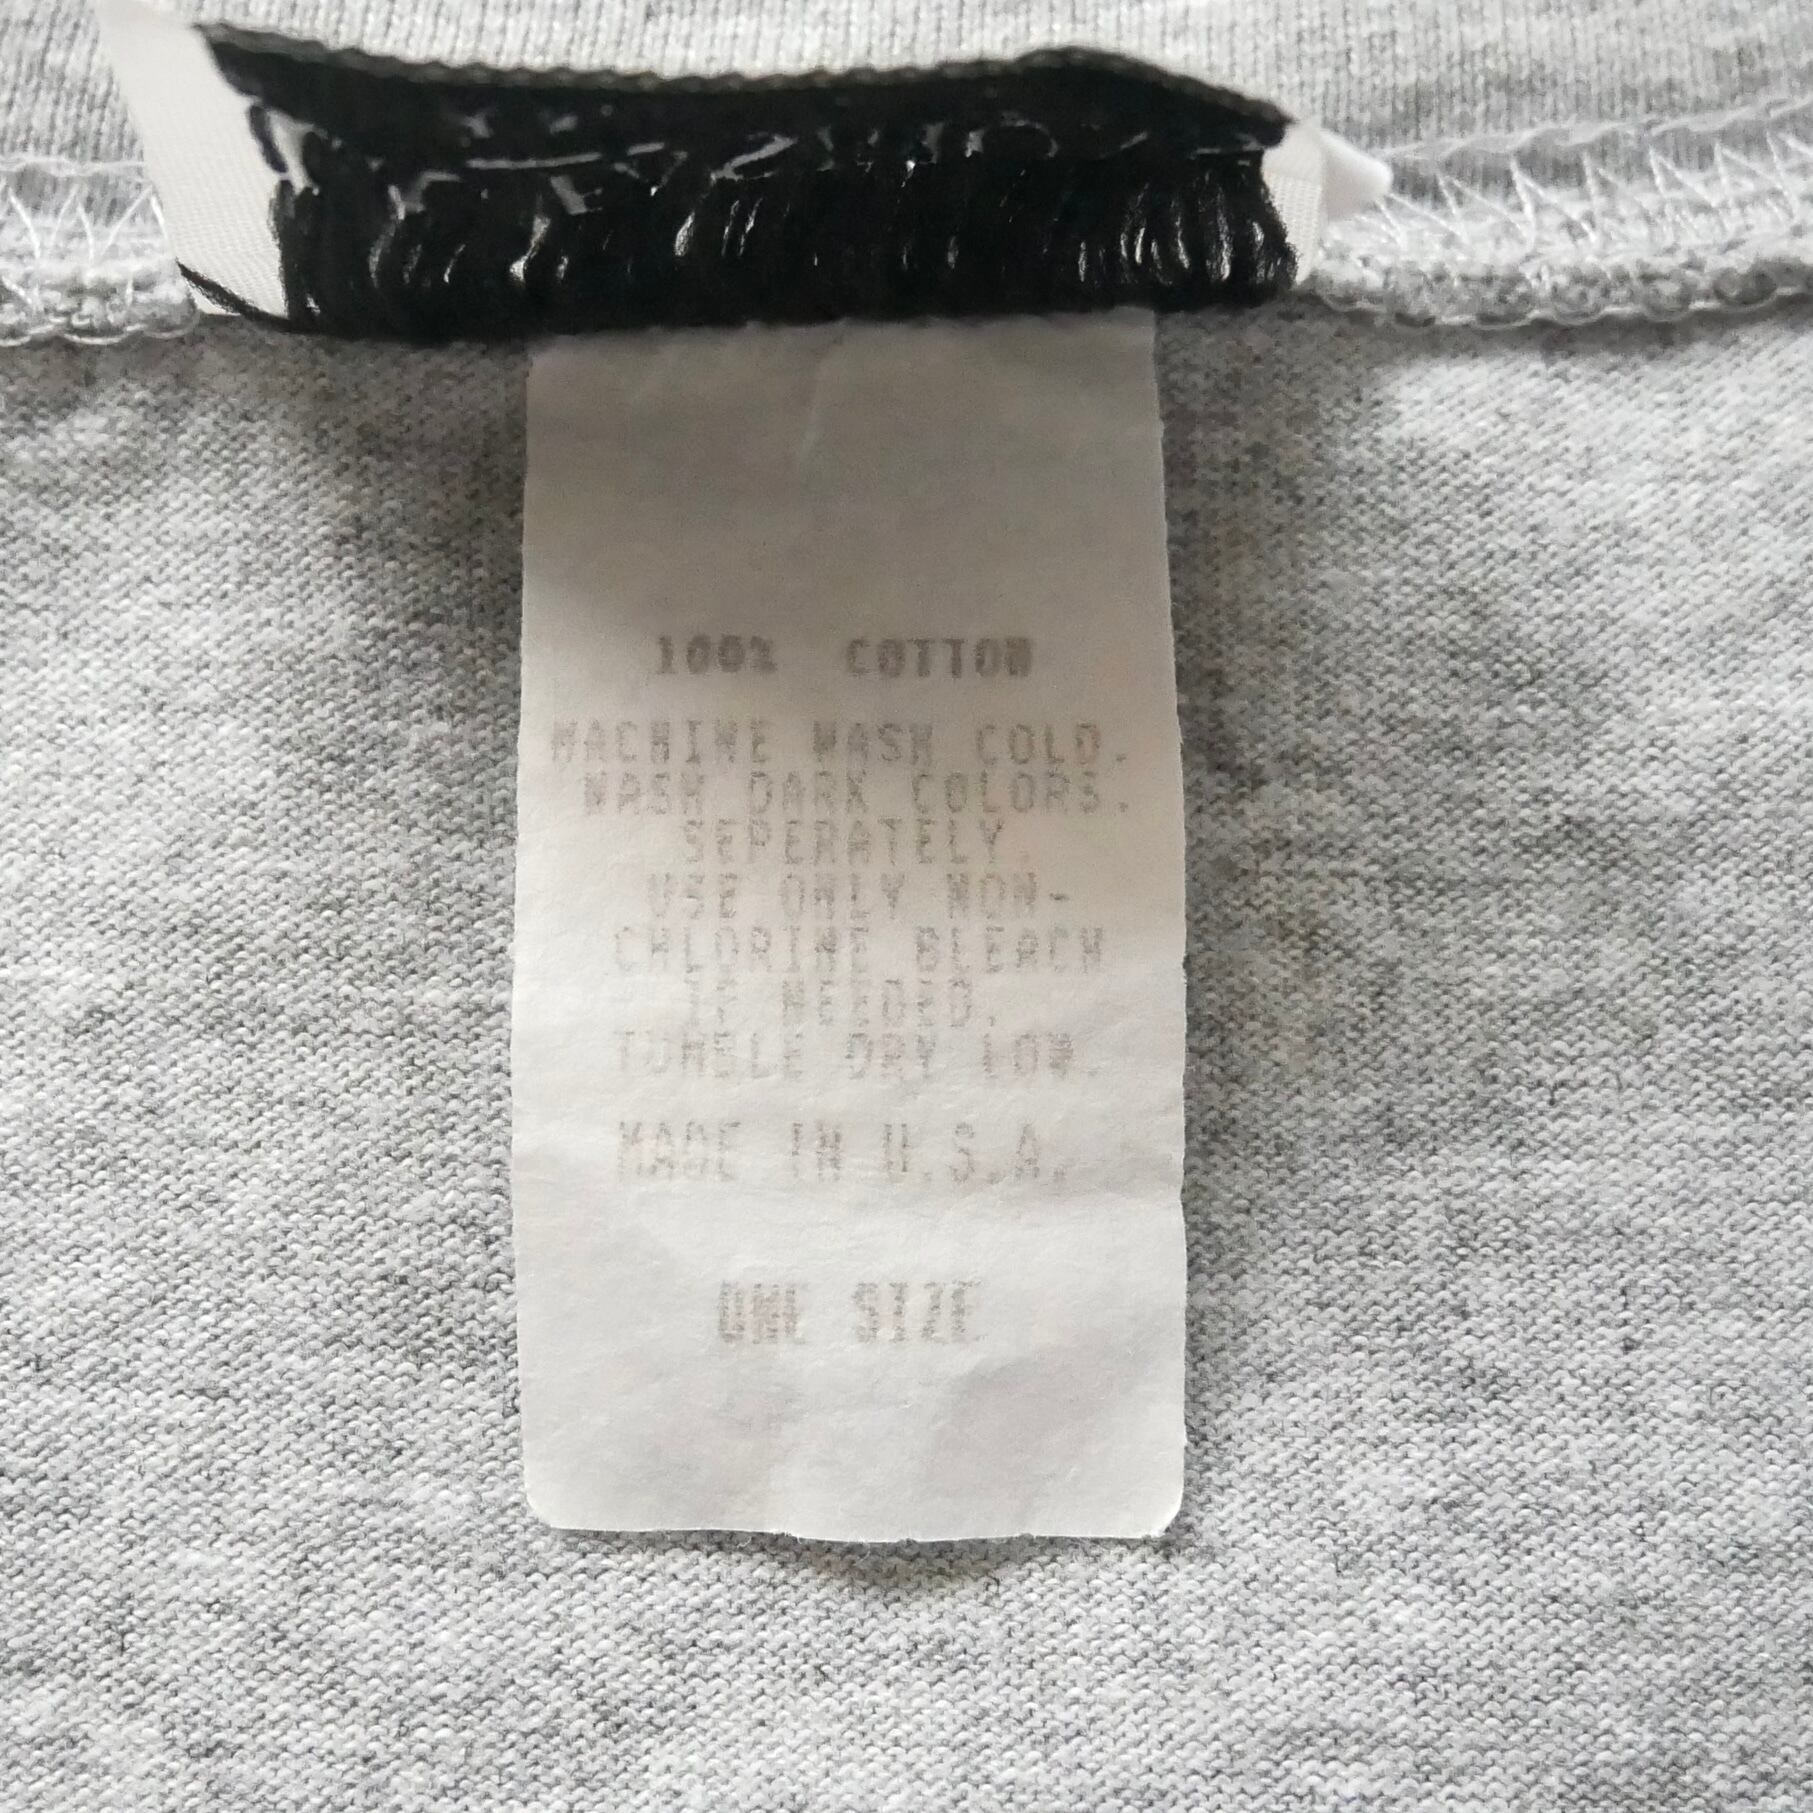 100% COTTON
MACHINE WASH COLD.
WASH DARK COLORS.
SEPERATELY.
USE ONLY NON-
CHLORINE BLEACH
IF NEEDED.
TUMBLE DRY LOW.
MADE IN U.S.A.
ONE SIZE